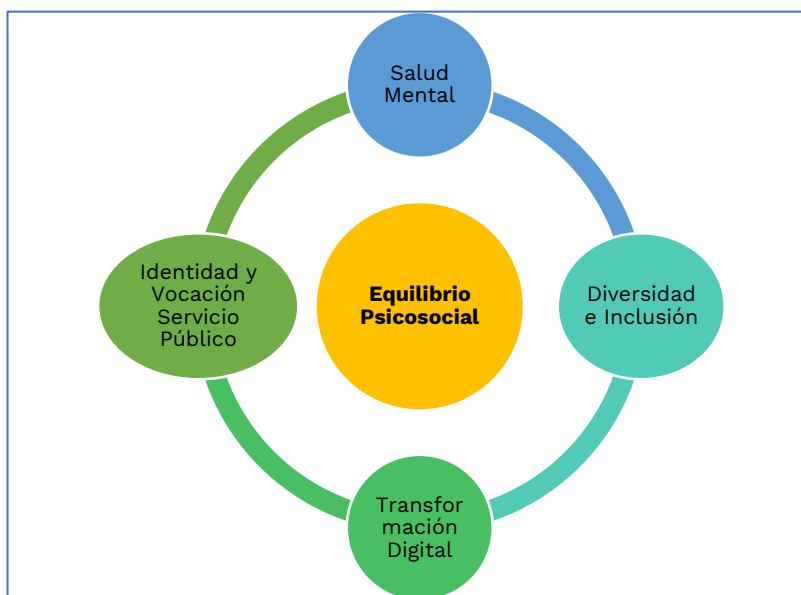 Salud
Mental
Identidad y
Vocación
Servicio
Público
Equilibrio
Psicosocial
Diversidad
e Inclusión
Transfor
mación
Digital